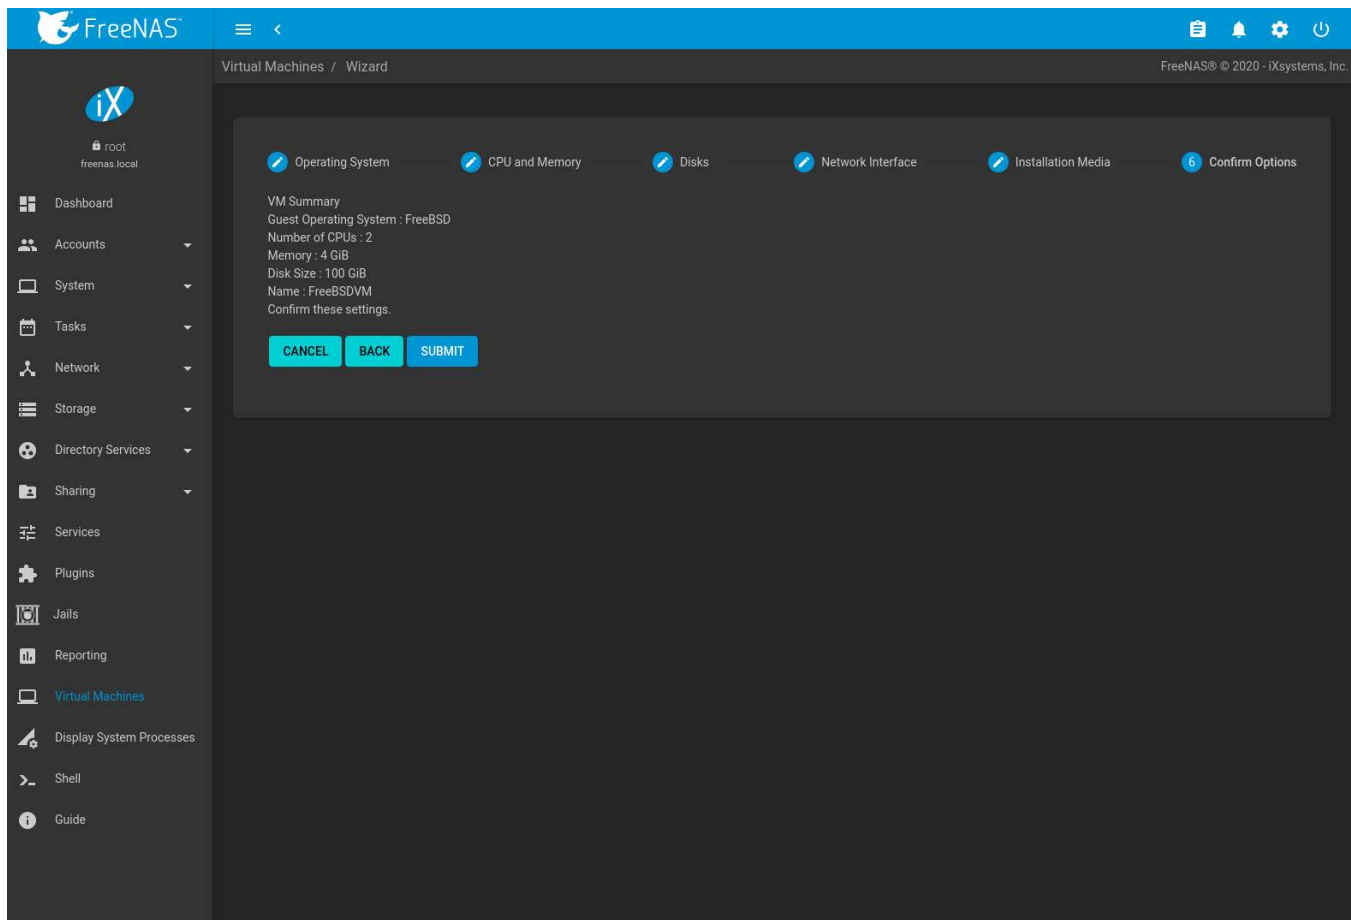 FreeNAS™
Virtual Machines / Wizard
FreeNAS® © 2020 - iXsystems, Inc.
iX
root
freenas.local
Dashboard
Accounts
System
Tasks
Network
Storage
Directory Services
Sharing
Services
Plugins
Jails
Reporting
Virtual Machines
Display System Processes
Shell
Guide
Operating System
CPU and Memory
Disks
Network Interface
Installation Media
6 Confirm Options
VM Summary
Guest Operating System : FreeBSD
Number of CPUs : 2
Memory : 4 GiB
Disk Size : 100 GiB
Name : FreeBSDVM
Confirm these settings.
CANCEL BACK SUBMIT